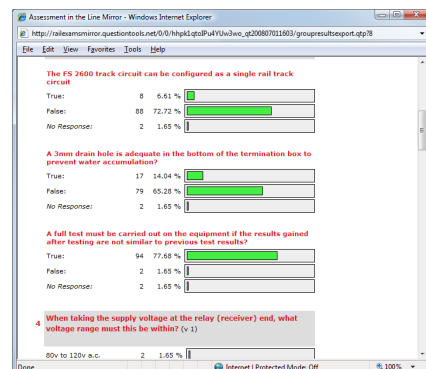 Assessment in the Line Mirror - Windows Internet Explorer
http://railexamsmirror.questiontools.net/0/0/hhpk1qtoIPu4YUw3wo_qt200807011603/groupresultsexport.qtp?8
File Edit View Favorites Tools Help
The FS 2600 track circuit can be configured as a single rail track
circuit
True: 8 6.61 %
False: 88 72.72 %
No Response: 2 1.65 %
A 3mm drain hole is adequate in the bottom of the termination box to
prevent water accumulation?
True: 17 14.04 %
False: 79 65.28 %
No Response: 2 1.65 %
A full test must be carried out on the equipment if the results gained
after testing are not similar to previous test results?
True: 94 77.68 %
False: 2 1.65 %
No Response: 2 1.65 %
4 When taking the supply voltage at the relay (receiver) end, what
voltage range must this be within? (v 1)
80v to 120v a.c. 2 1.65 %
Done Internet | Protected Mode: Off 100%